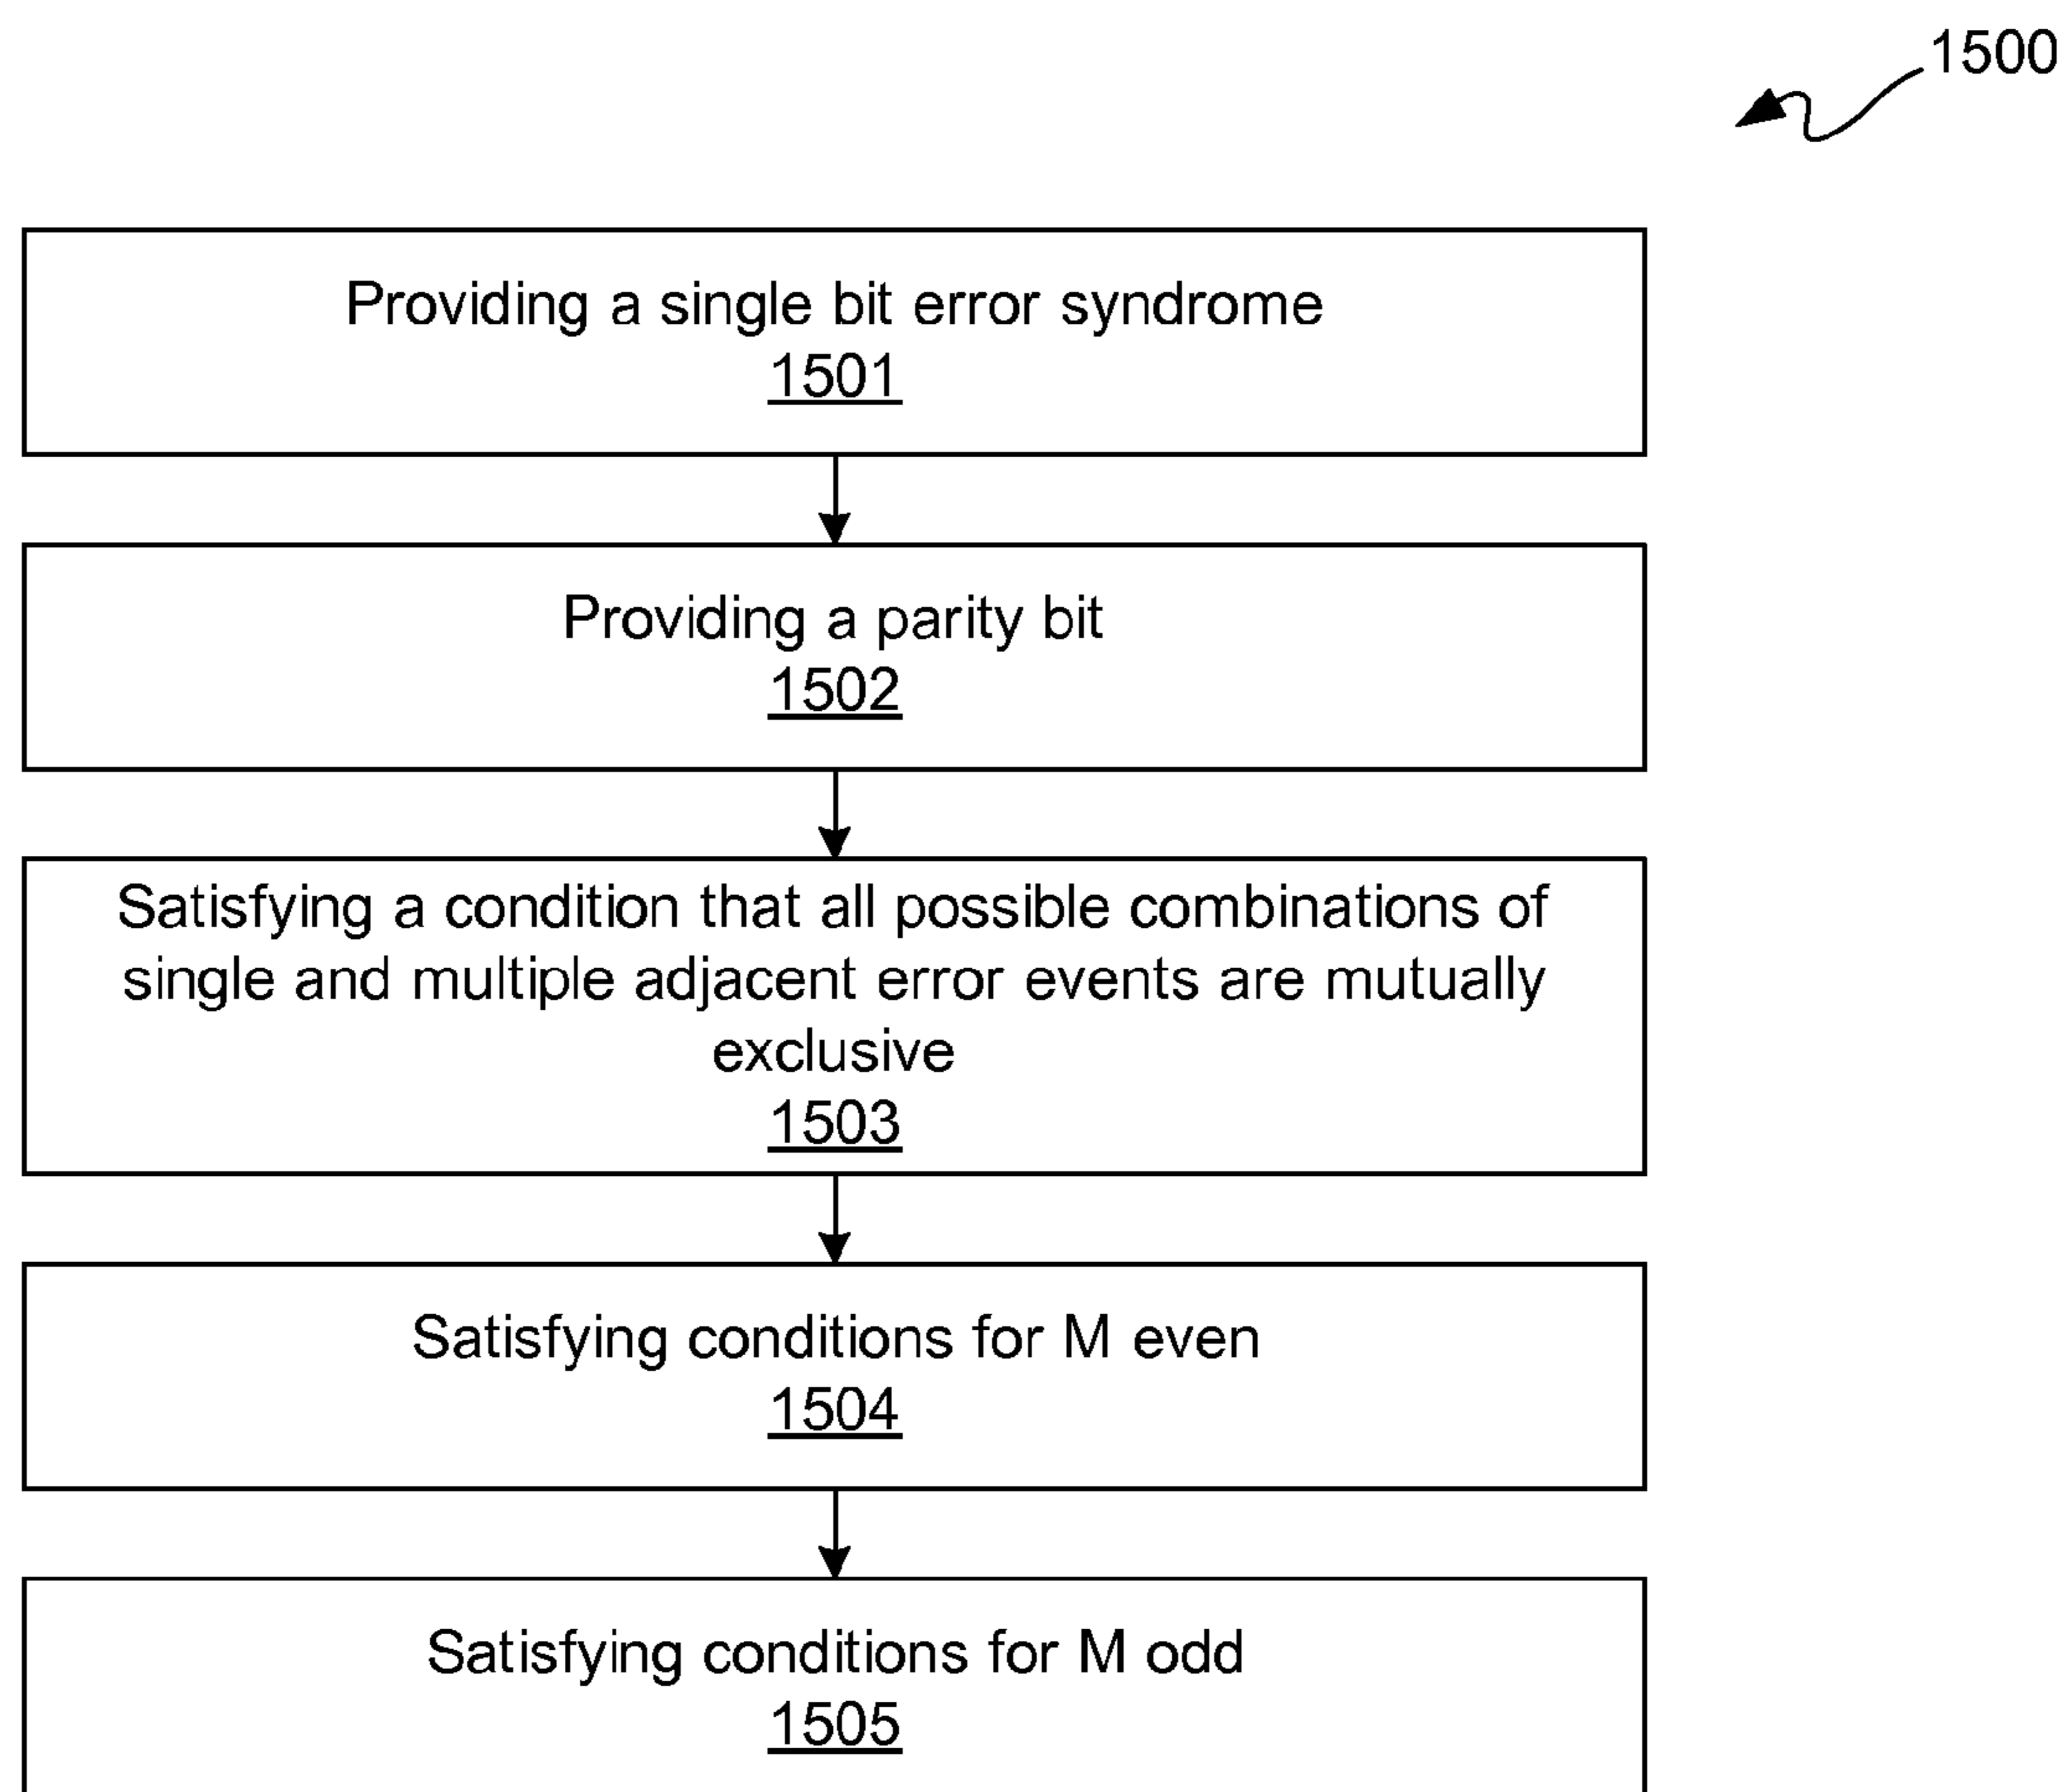 1500
Providing a single bit error syndrome
1501
Providing a parity bit
1502
Satisfying a condition that all possible combinations of
single and multiple adjacent error events are mutually
exclusive
1503
Satisfying conditions for M even
1504
Satisfying conditions for M odd
1505